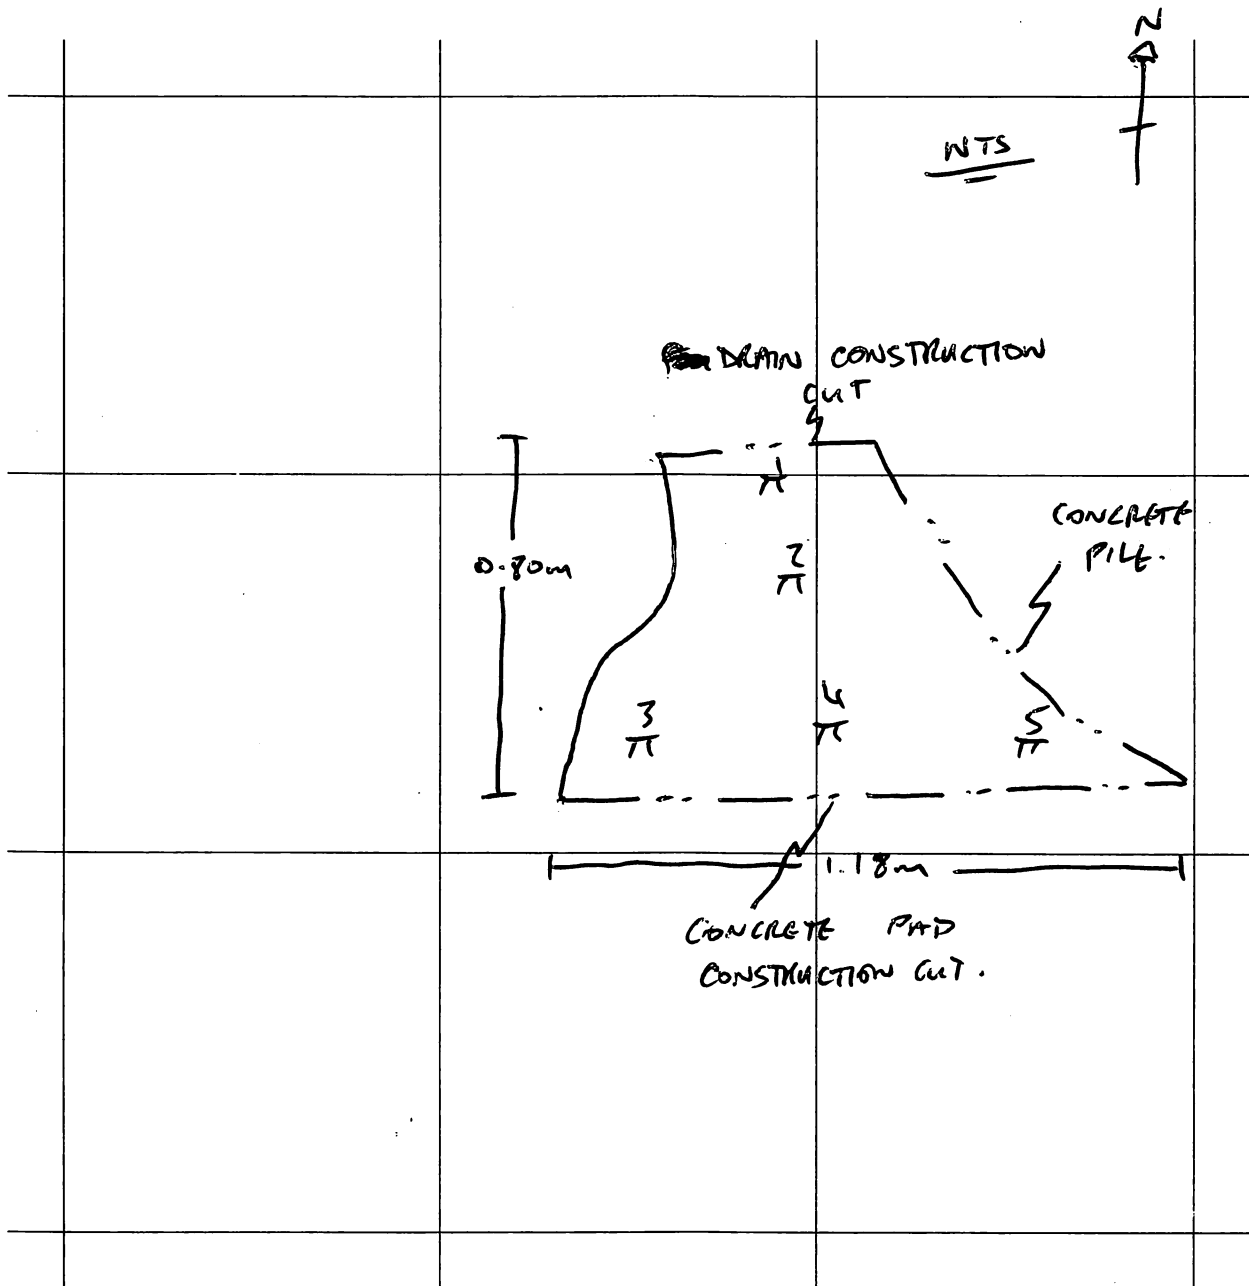 N
NTS
DRAIN CONSTRUCTION
CUT
CONCRETE
PILE.
0.80m
1
2
3
4
5
1.18m
CONCRETE PAD
CONSTRUCTION CUT.